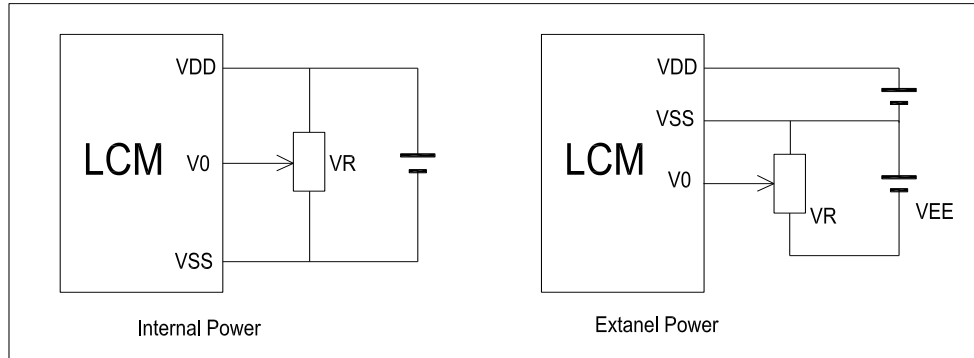 VDD
LCM
V0
VR
VSS
Internal Power
VDD
VSS
LCM
V0
VR
VEE
Extanel Power